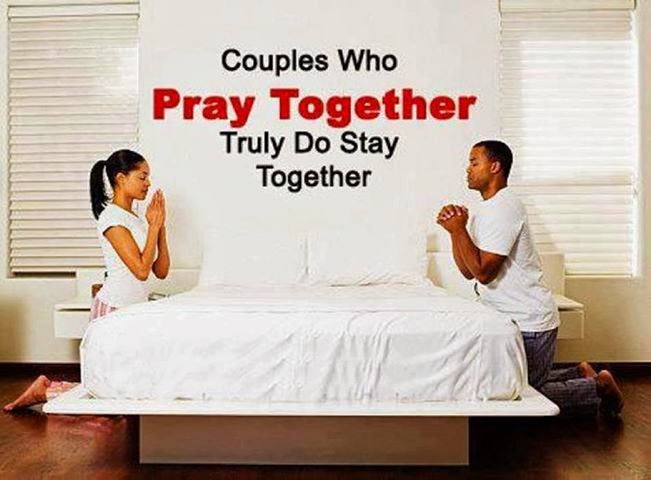 Couples Who
Pray Together
Truly Do Stay
Together